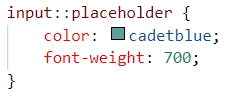 input::placeholder {
    color: cadetblue;
    font-weight: 700;
}